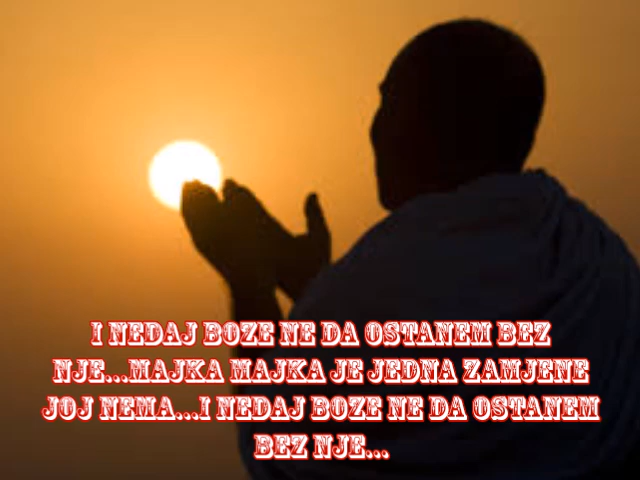 I NEDAJ BOZE NE DA OSTANEM BEZ
NJE...MAJKA MAJKA JE JEDNA ZAMJENE
JOJ NEMA...I NEDAJ BOZE NE DA OSTANEM
BEZ NJE...